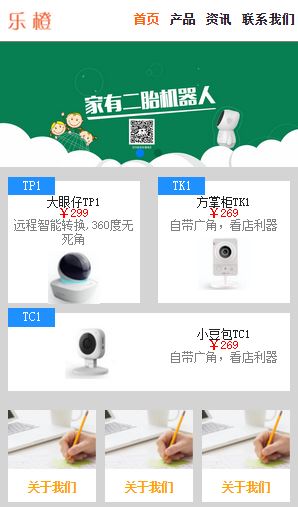 乐橙
首页 产品 资讯 联系我们
家有二胎机器人
TP1
大眼仔TP1
￥299
远程智能转换,360度无
死角
TK1
方掌柜TK1
￥269
自带广角，看店利器
TC1
小豆包TC1
￥269
自带广角，看店利器
关于我们
关于我们
关于我们